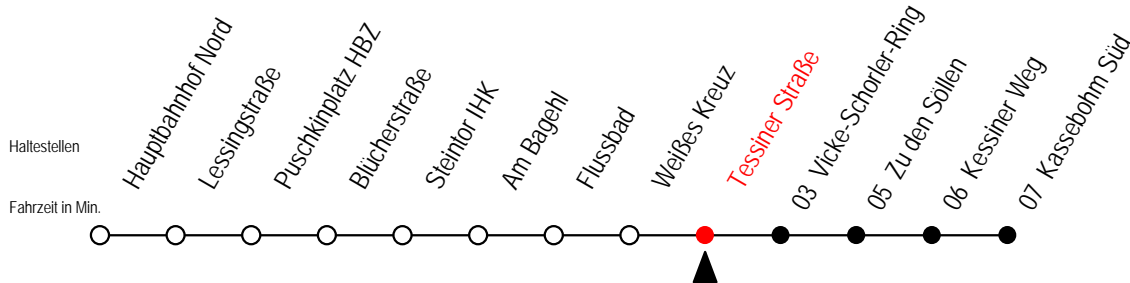 Haltestellen
Fahrzeit in Min.
Hauptbahnhof Nord
Lessingstraße
Puschkinplatz HBZ
Blücherstraße
Steintor IHK
Am Bagehl
Flussbad
Weißes Kreuz
Tessiner Straße
03 Vicke-Schorler-Ring
05 Zu den Söllen
06 Kessiner Weg
07 Kassebohm Süd